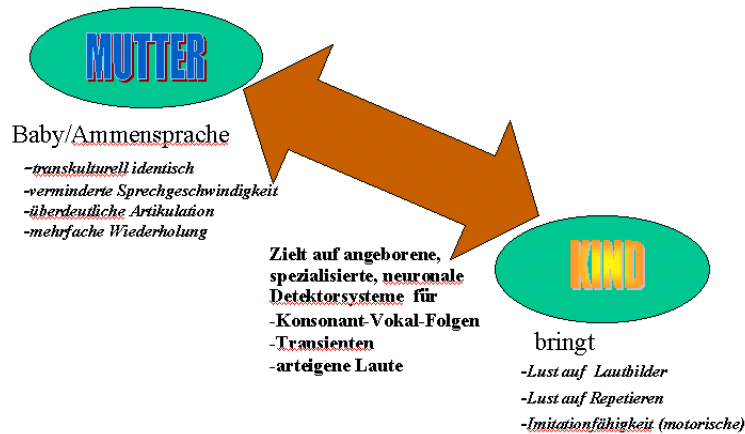 MUTTER
Baby/Ammensprache
-transkulturell identisch
-verminderte Sprechgeschwindigkeit
-überdeutliche Artikulation
-mehrfache Wiederholung
Zielt auf angeborene,
spezialisierte, neuronale
Detektorsysteme für
-Konsonant-Vokal-Folgen
-Transienten
-arteigene Laute
KIND
bringt
-Lust auf Lautbilder
-Lust auf Repetieren
-Imitationfähigkeit (motorische)